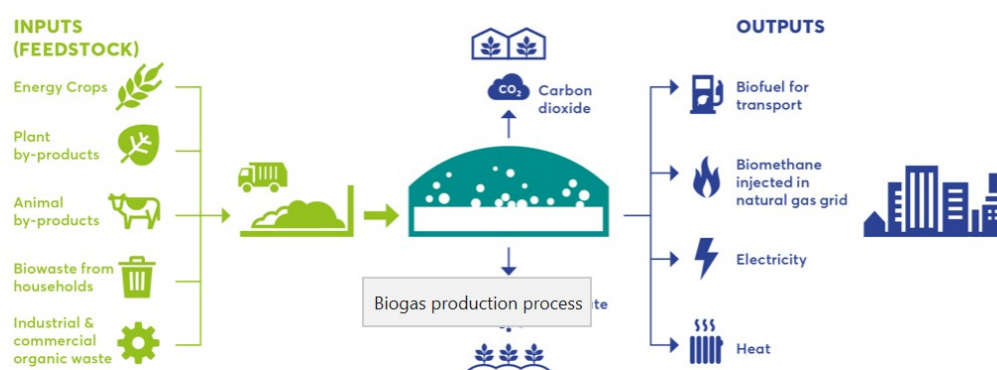 INPUTS
(FEEDSTOCK)
Energy Crops
Plant
by-products
Animal
by-products
Biowaste from
households
Industrial &
commercial
organic waste
CO₂
Carbon
dioxide
Biogas production process
OUTPUTS
Biofuel for
transport
Biomethane
injected in
natural gas grid
Electricity
Heat